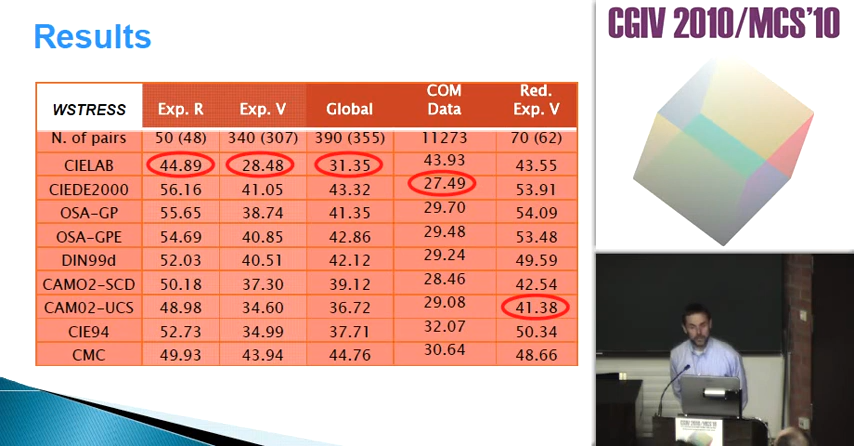 Results
CGIV 2010/MCS'10
WSTRESS Exp. R Exp. V Global COM Data Red. Exp. V
N. of pairs 50 (48) 340 (307) 390 (355) 11273 70 (62)
CIELAB 44.89 28.48 31.35 43.93 43.55
CIEDE2000 56.16 41.05 43.32 27.49 53.91
OSA-GP 55.65 38.74 41.35 29.70 54.09
OSA-GPE 54.69 40.85 42.86 29.48 53.48
DIN99d 52.03 40.51 42.12 29.24 49.59
CAMO2-SCD 50.18 37.30 39.12 28.46 42.54
CAM02-UCS 48.98 34.60 36.72 29.08 41.38
CIE94 52.73 34.99 37.71 32.07 50.34
CMC 49.93 43.94 44.76 30.64 48.66
CGIV 2010/MCS'10